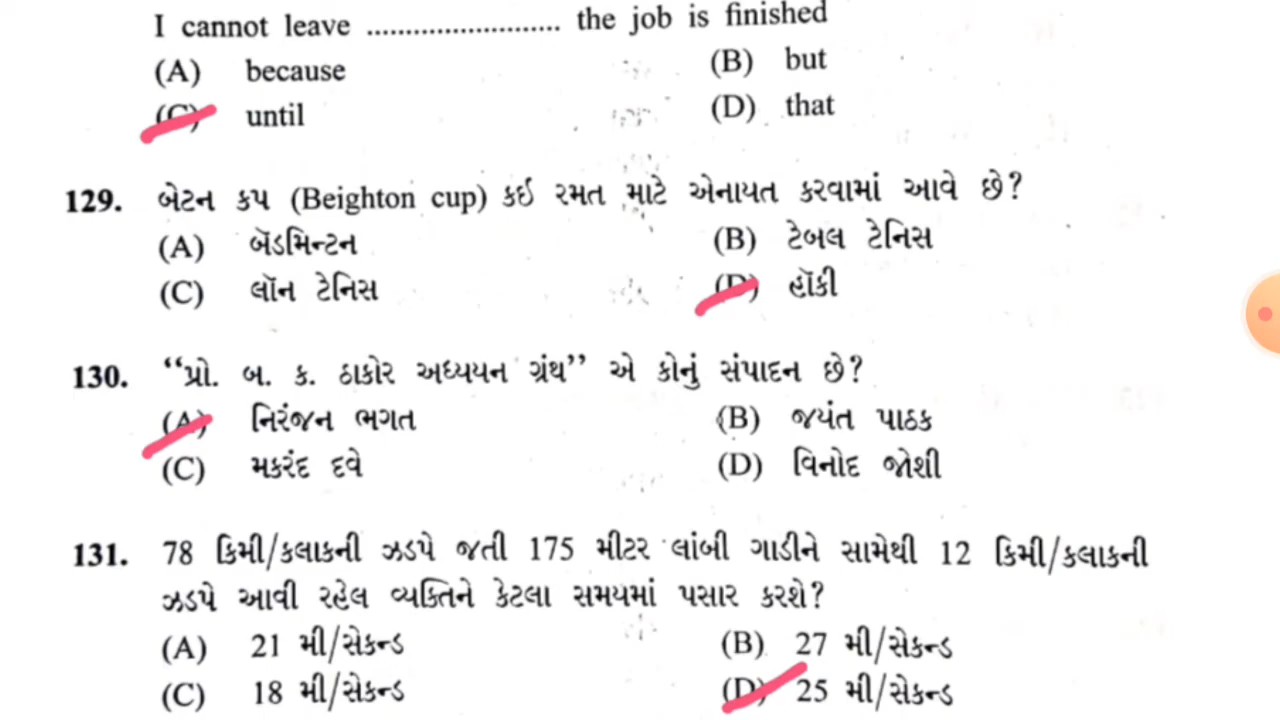 I cannot leave ......................... the job is finished
(A) because (B) but
(C) until (D) that
129. બેટન કપ (Beighton cup) કઈ રમત માટે એનાયત કરવામાં આવે છે?
(A) બૅડમિન્ટન (B) ટેબલ ટેનિસ
(C) લૉન ટેનિસ (D) હૉકી
130. “પ્રો. બ. ક. ઠાકોર અધ્યયન ગ્રંથ” એ કોનું સંપાદન છે?
(A) નિરંજન ભગત (B) જયંત પાઠક
(C) મકરંદ દવે (D) વિનોદ જોશી
131. 78 કિમી/કલાકની ઝડપે જતી 175 મીટર લાંબી ગાડીને સામેથી 12 કિમી/કલાકની
ઝડપે આવી રહેલ વ્યક્તિને કેટલા સમયમાં પસાર કરશે?
(A) 21 મી/સેકન્ડ (B) 27 મી/સેકન્ડ
(C) 18 મી/સેકન્ડ (D) 25 મી/સેકન્ડ